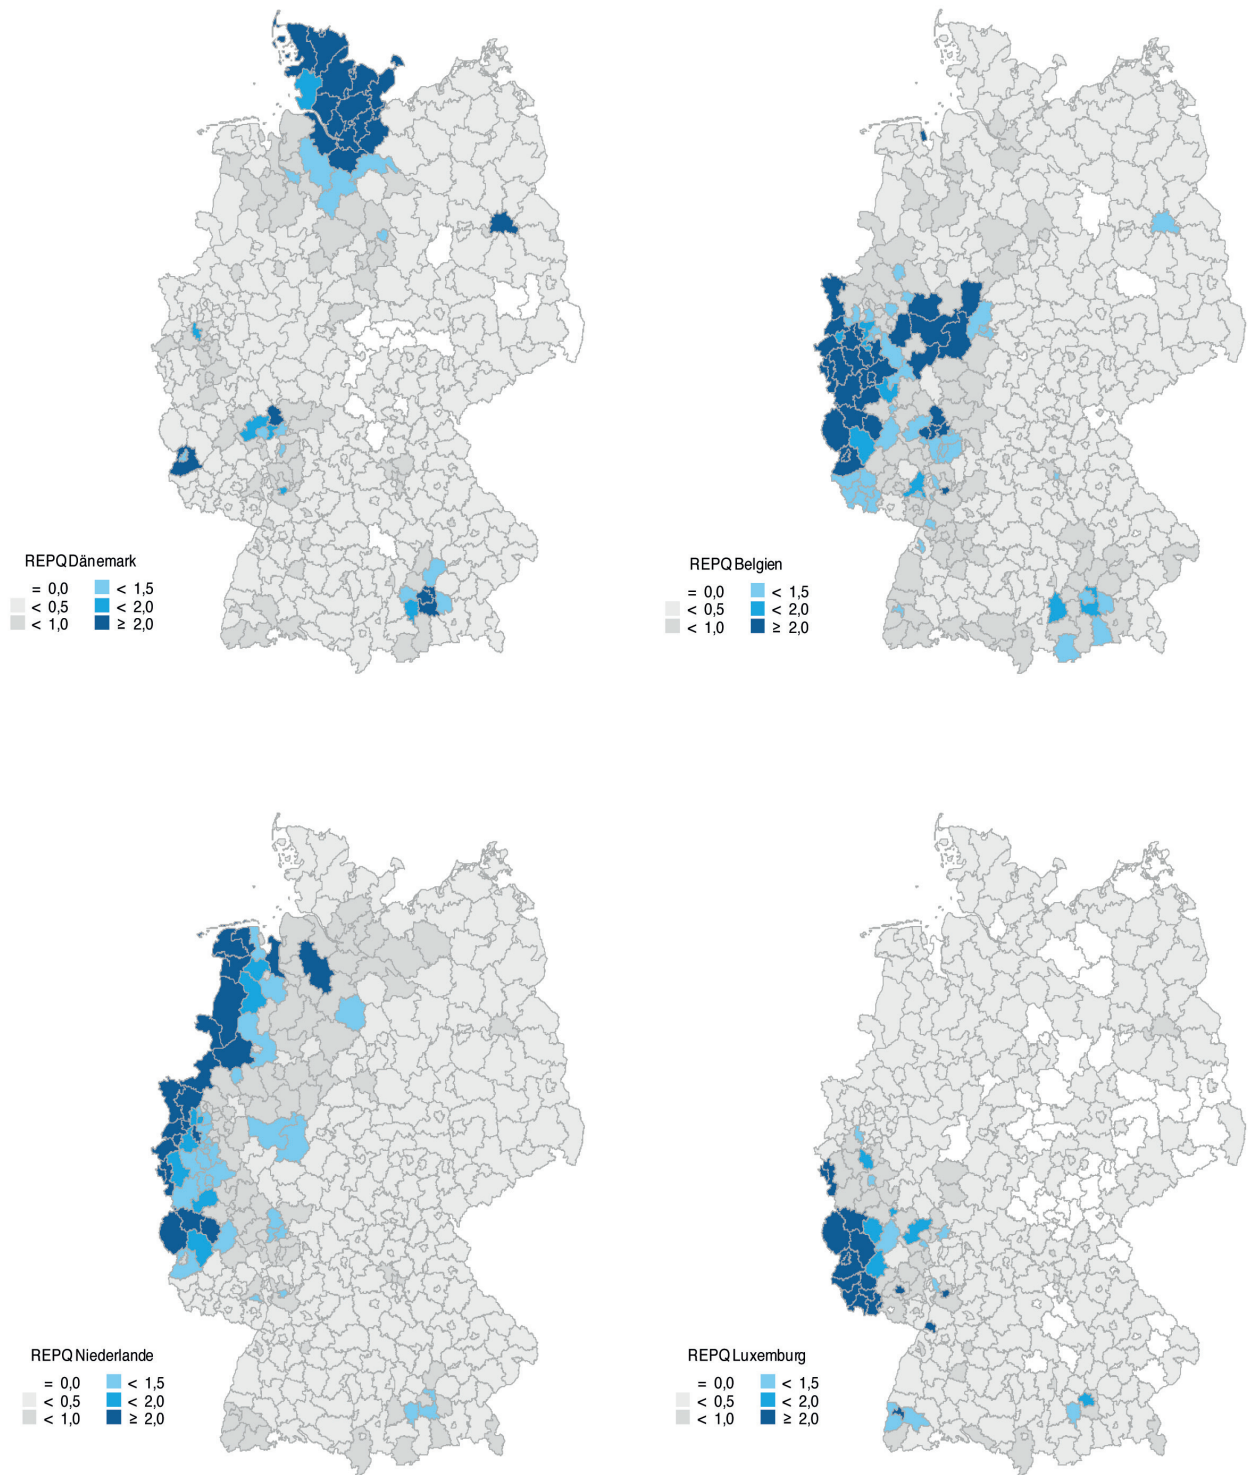 REPQ Dänemark
= 0,0 < 1,5
< 0,5 < 2,0
< 1,0 ≥ 2,0
REPQ Belgien
= 0,0 < 1,5
< 0,5 < 2,0
< 1,0 ≥ 2,0
REPQ Niederlande
= 0,0 < 1,5
< 0,5 < 2,0
< 1,0 ≥ 2,0
REPQ Luxemburg
= 0,0 < 1,5
< 0,5 < 2,0
< 1,0 ≥ 2,0